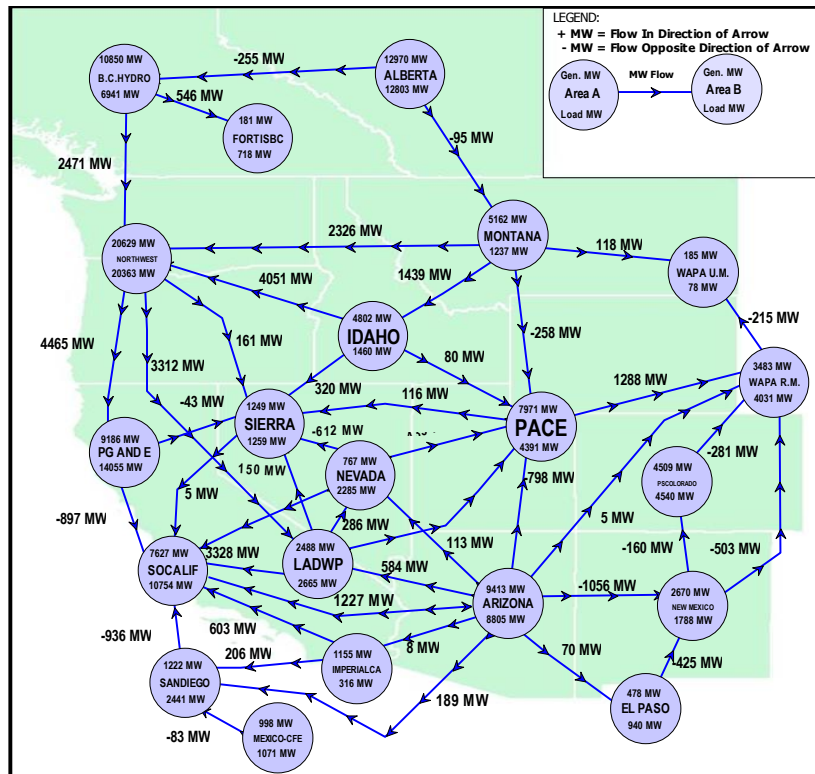 LEGEND:
+ MW = Flow In Direction of Arrow
- MW = Flow Opposite Direction of Arrow
Gen. MW
Area A
Load MW
MW Flow
Gen. MW
Area B
Load MW
10850 MW
B.C.HYDRO
6941 MW
-255 MW
12970 MW
ALBERTA
12803 MW
546 MW
181 MW
FORTISBC
718 MW
-95 MW
2471 MW
5162 MW
MONTANA
1237 MW
2326 MW
118 MW
185 MW
WAPA U.M.
78 MW
20629 MW
NORTHWEST
20363 MW
4051 MW
1439 MW
-258 MW
-215 MW
4802 MW
IDAHO
1460 MW
4465 MW
3312 MW
161 MW
80 MW
3483 MW
WAPA R.M.
4031 MW
-43 MW
320 MW
116 MW
1288 MW
1249 MW
SIERRA
1259 MW
7971 MW
PACE
4391 MW
9186 MW
PG AND E
14055 MW
-612 MW
-281 MW
150 MW
767 MW
NEVADA
2285 MW
4509 MW
PSCOLORADO
4540 MW
5 MW
-798 MW
-897 MW
286 MW
113 MW
5 MW
-160 MW
-503 MW
7627 MW
SOCALIF
10754 MW
3328 MW
2488 MW
LADWP
2665 MW
584 MW
9413 MW
ARIZONA
8805 MW
-1056 MW
2670 MW
NEW MEXICO
1788 MW
1227 MW
603 MW
-936 MW
206 MW
8 MW
70 MW
-425 MW
1155 MW
IMPERIALCA
316 MW
1222 MW
SANDIEGO
2441 MW
189 MW
478 MW
EL PASO
940 MW
-83 MW
998 MW
MEXICO-CFE
1071 MW